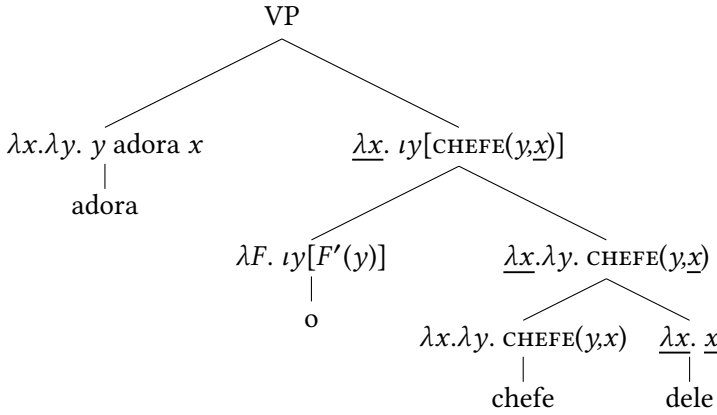 VP
λx.λy. y adora x
λx. ιy[CHEFE(y,x)]
adora
λF. ιy[F′(y)]
λx.λy. CHEFE(y,x)
o
λx.λy. CHEFE(y,x)
λx. x
chefe
dele